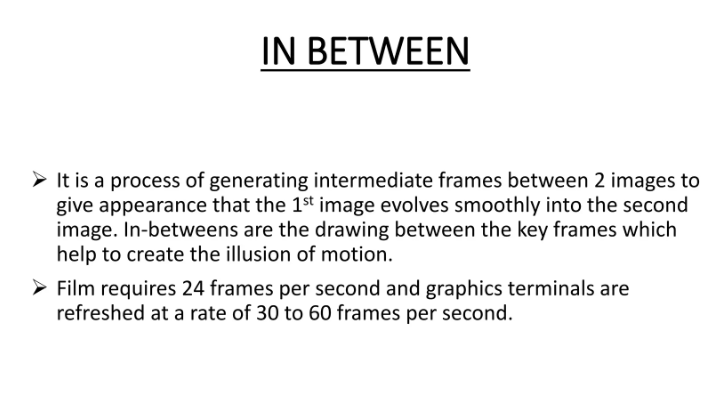 IN BETWEEN
➢ It is a process of generating intermediate frames between 2 images to
give appearance that the 1st image evolves smoothly into the second
image. In-betweens are the drawing between the key frames which
help to create the illusion of motion.
➢ Film requires 24 frames per second and graphics terminals are
refreshed at a rate of 30 to 60 frames per second.